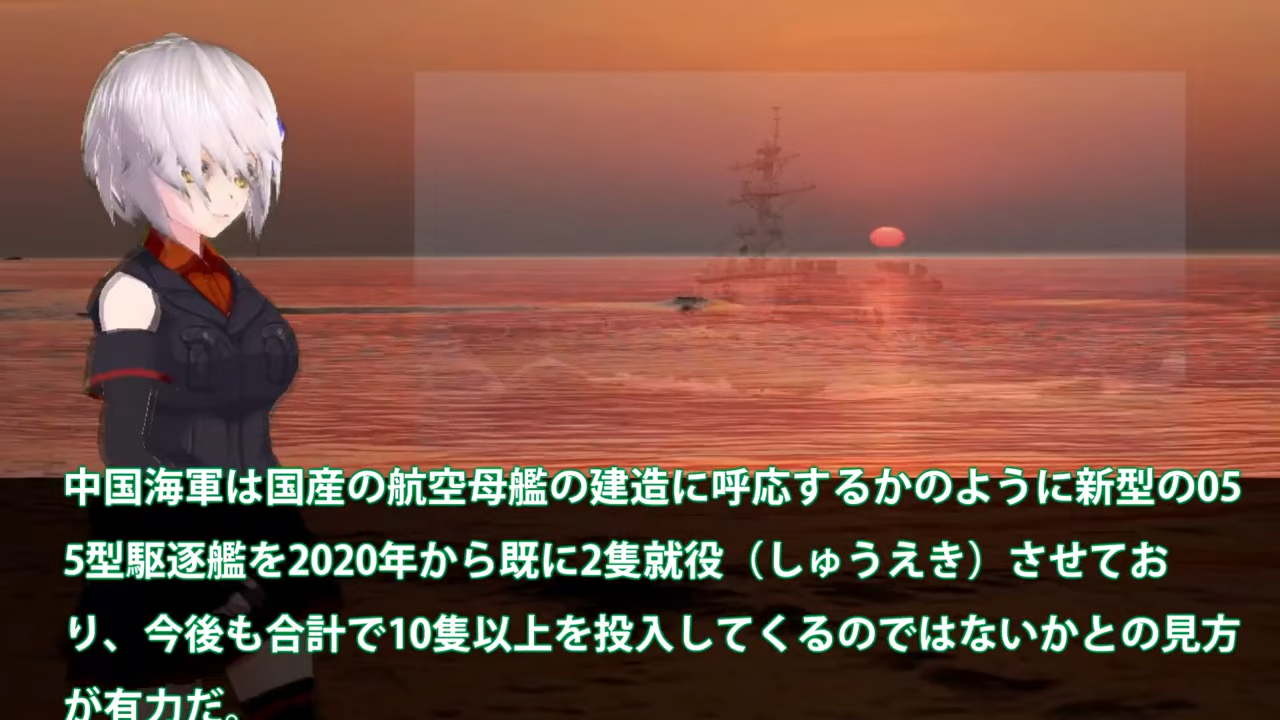 中国海軍は国産の航空母艦の建造に呼応するかのように新型の05
5型駆逐艦を2020年から既に2隻就役（しゅうえき）させてお
り、今後も合計で10隻以上を投入してくるのではないかとの見方
が有力だ。